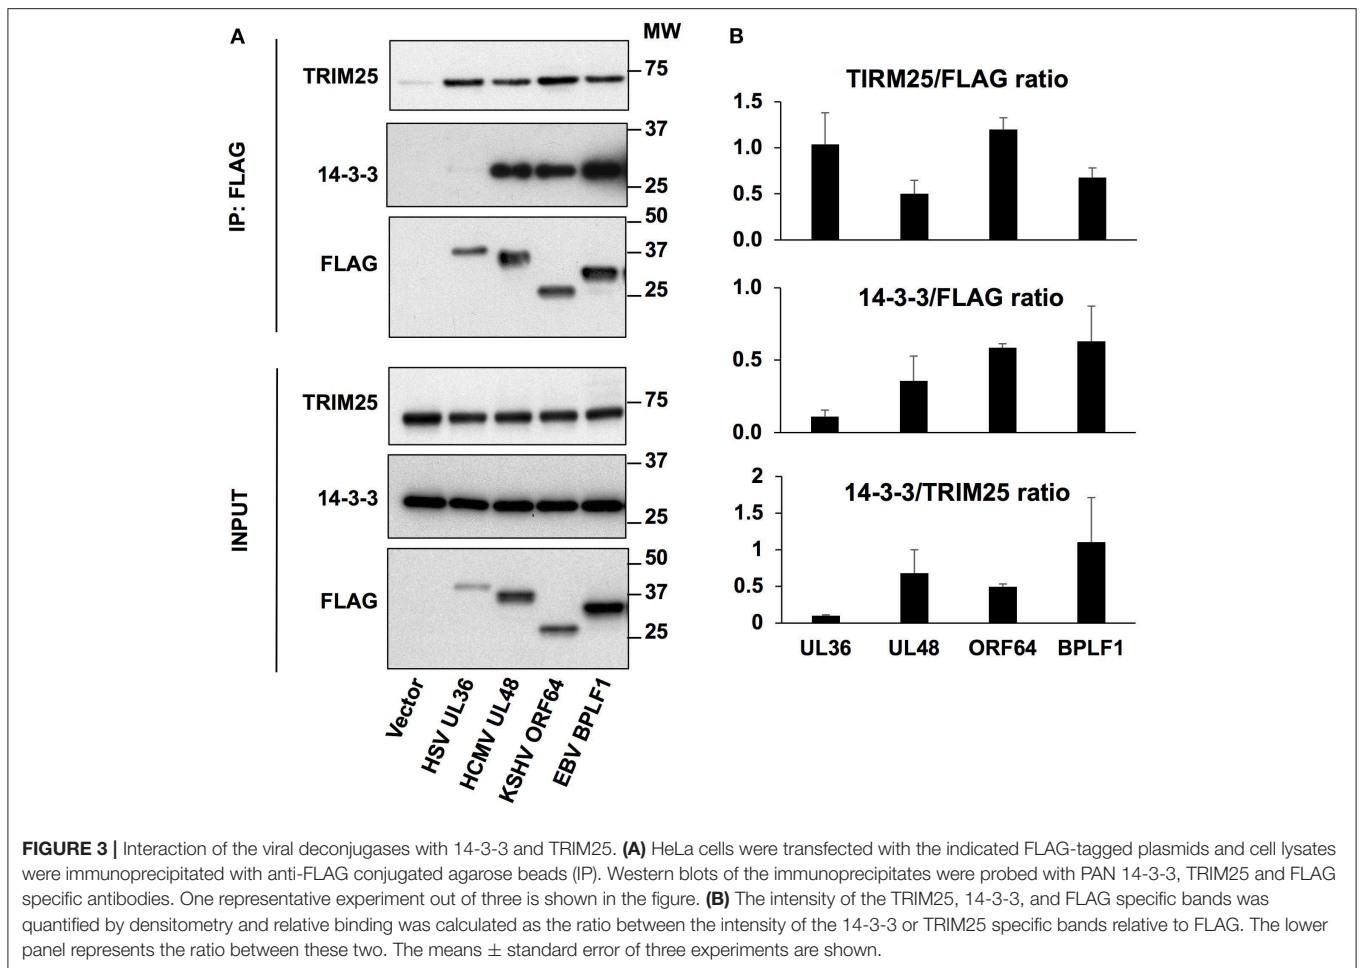 A
MW
IP: FLAG
TRIM25
75
14-3-3
37
25
FLAG
50
37
25
INPUT
TRIM25
75
14-3-3
37
25
FLAG
50
37
25
Vector
HSV UL36
HCMV UL48
KSHV ORF64
EBV BPLF1
B
TIRM25/FLAG ratio
1.5
1.0
0.5
0.0
14-3-3/FLAG ratio
1.0
0.5
0.0
14-3-3/TRIM25 ratio
2
1.5
1
0.5
0
UL36 UL48 ORF64 BPLF1
FIGURE 3 | Interaction of the viral deconjugases with 14-3-3 and TRIM25. (A) HeLa cells were transfected with the indicated FLAG-tagged plasmids and cell lysates
were immunoprecipitated with anti-FLAG conjugated agarose beads (IP). Western blots of the immunoprecipitates were probed with PAN 14-3-3, TRIM25 and FLAG
specific antibodies. One representative experiment out of three is shown in the figure. (B) The intensity of the TRIM25, 14-3-3, and FLAG specific bands was
quantified by densitometry and relative binding was calculated as the ratio between the intensity of the 14-3-3 or TRIM25 specific bands relative to FLAG. The lower
panel represents the ratio between these two. The means ± standard error of three experiments are shown.